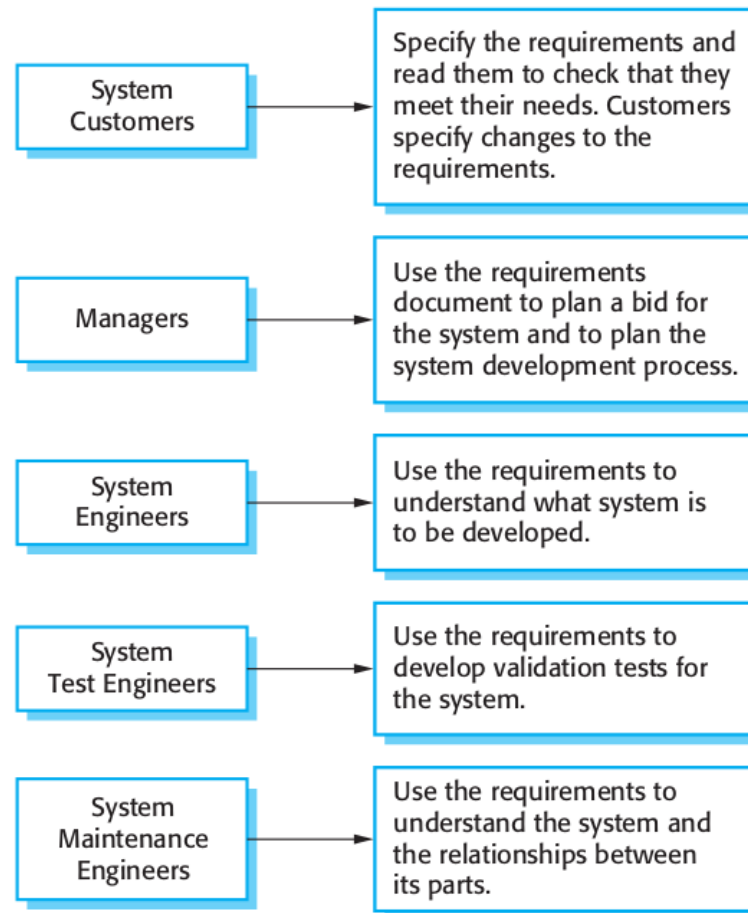 System
Customers
Specify the requirements and
read them to check that they
meet their needs. Customers
specify changes to the
requirements.
Managers
Use the requirements
document to plan a bid for
the system and to plan the
system development process.
System
Engineers
Use the requirements to
understand what system is
to be developed.
System
Test Engineers
Use the requirements to
develop validation tests for
the system.
System
Maintenance
Engineers
Use the requirements to
understand the system and
the relationships between
its parts.